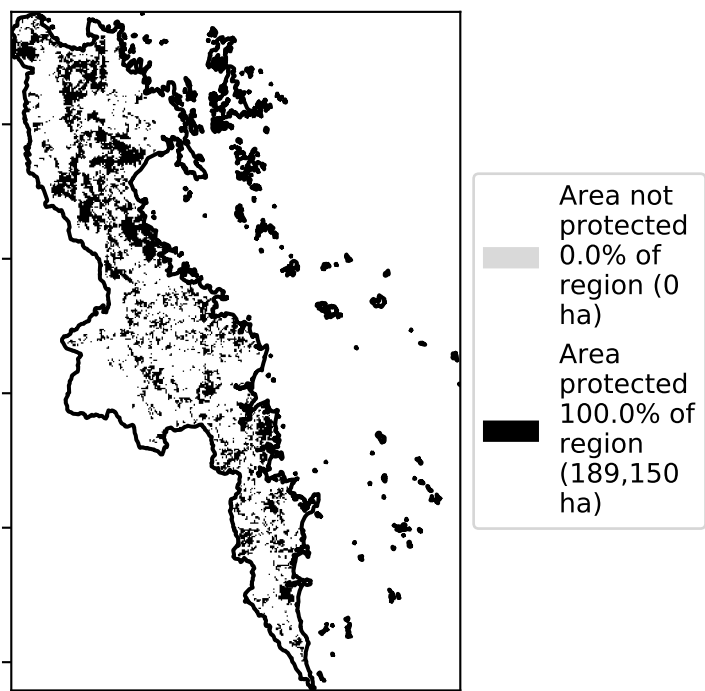 Area not
protected
0.0% of
region (0
ha)
Area
protected
100.0% of
region
(189,150
ha)